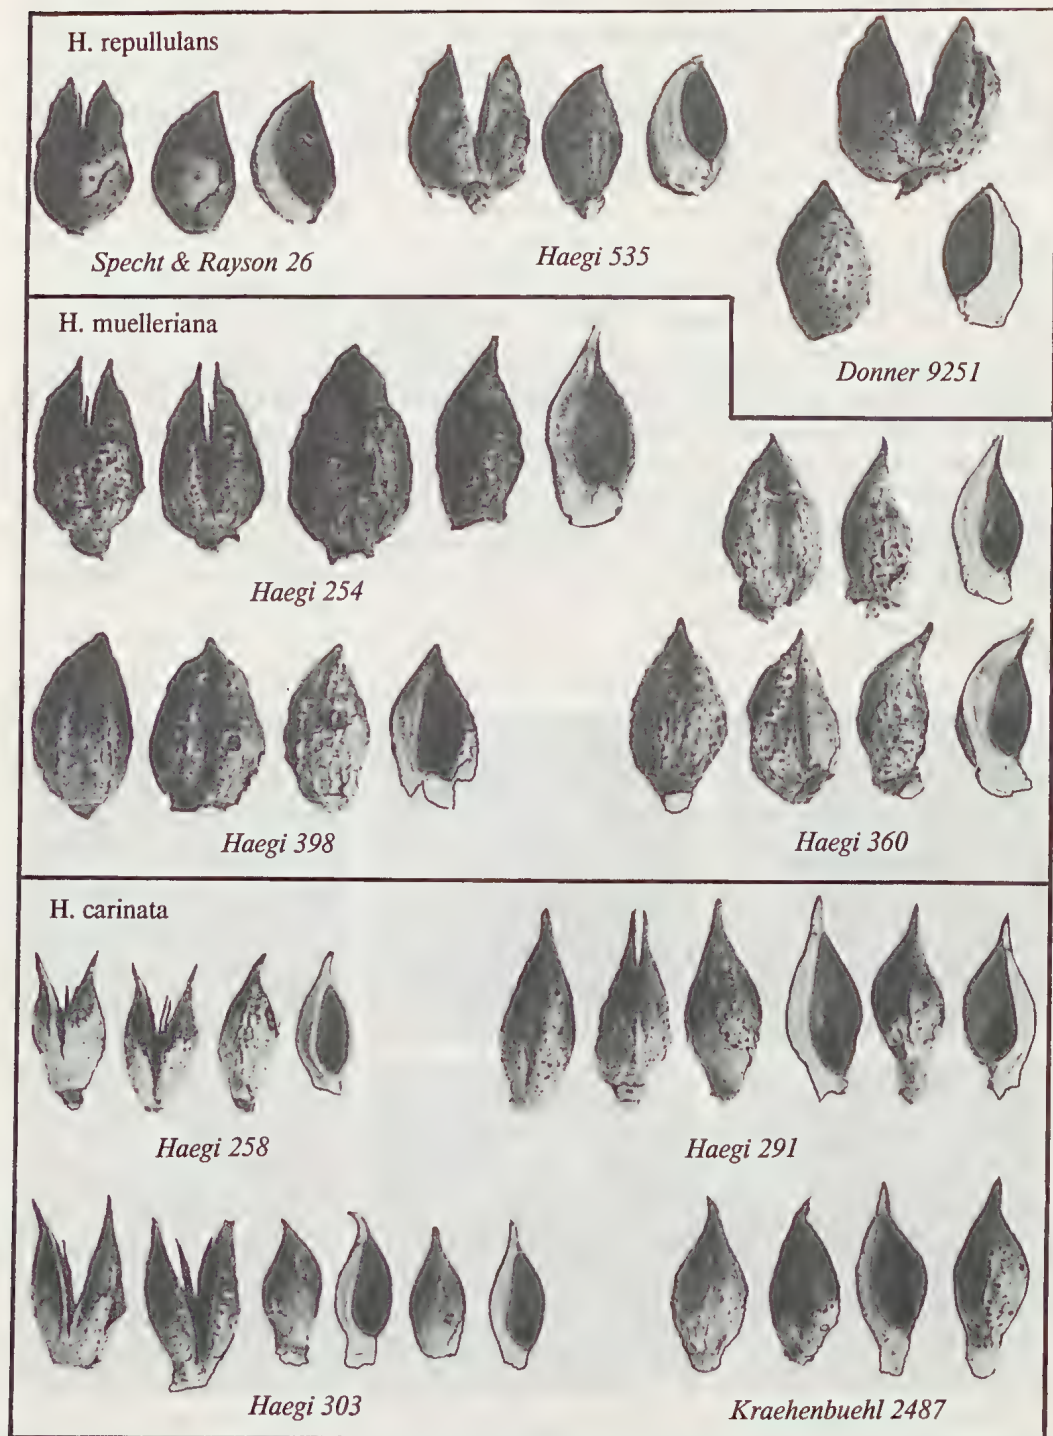 H. repullulans
Specht & Rayson 26
Haegi 535
Donner 9251
H. muelleriana
Haegi 254
Haegi 398
Haegi 360
H. carinata
Haegi 258
Haegi 291
Haegi 303
Kraehenbuehl 2487